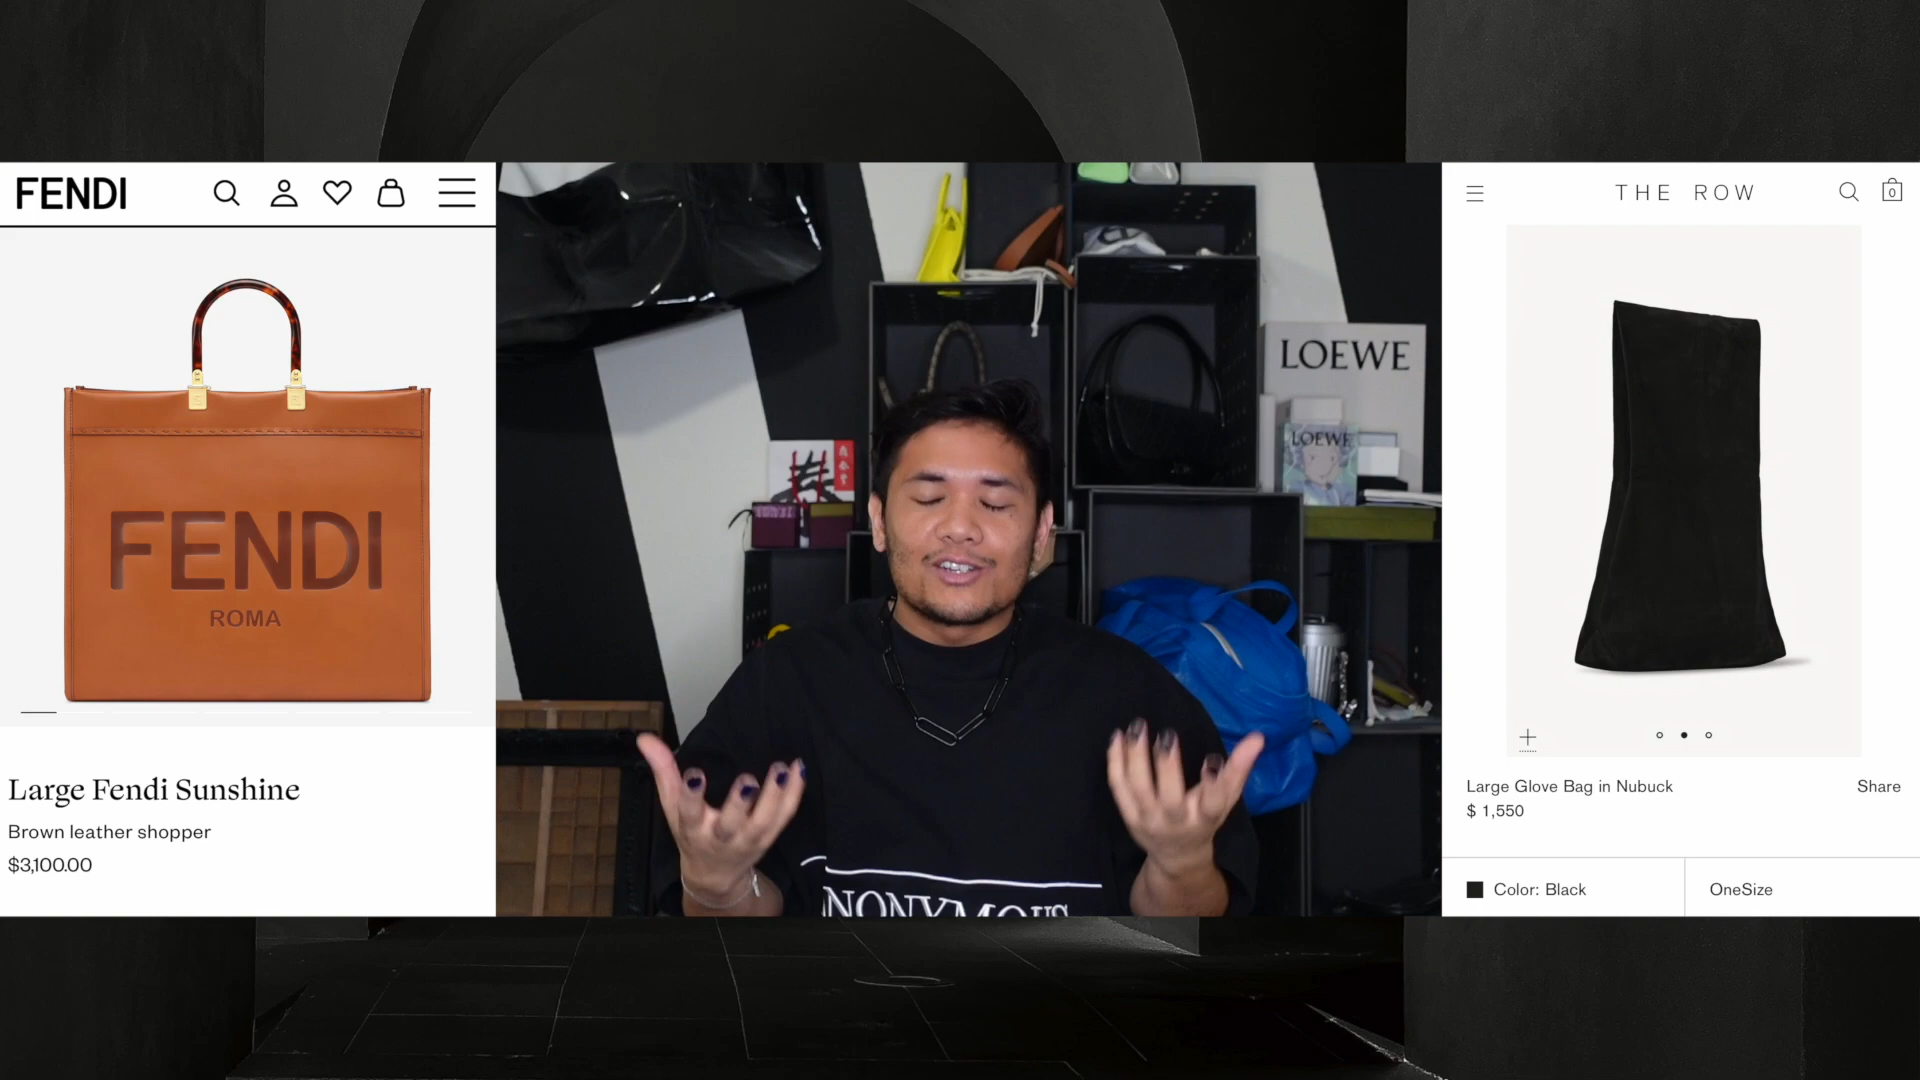 FENDI
FENDI
ROMA
Large Fendi Sunshine
Brown leather shopper
$3,100.00
LOEWE
LOEWE
NONYMOUS
THE ROW
0
Large Glove Bag in Nubuck
Share
$ 1,550
Color: Black
OneSize